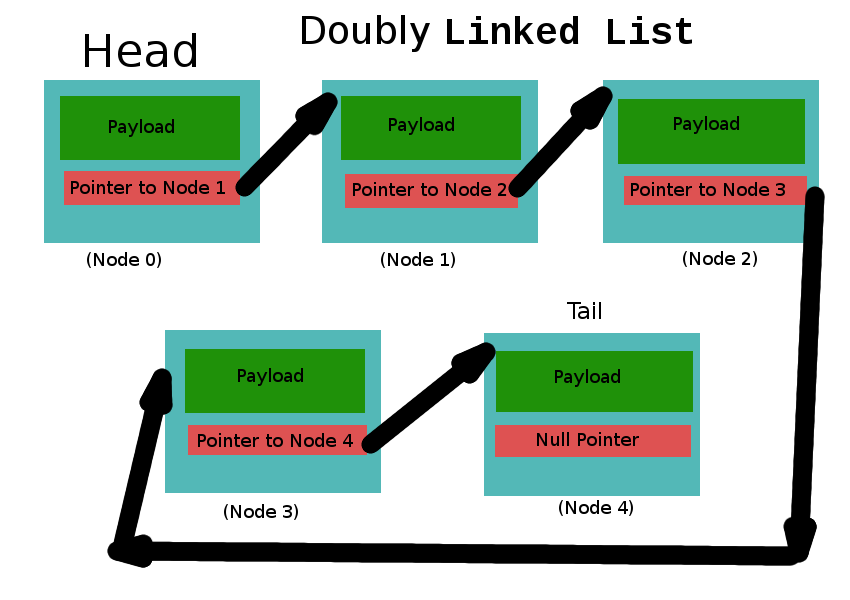 Doubly Linked List
Head
Payload
Pointer to Node 1
(Node 0)
Payload
Pointer to Node 2
(Node 1)
Payload
Pointer to Node 3
(Node 2)
Payload
Pointer to Node 4
(Node 3)
Tail
Payload
Null Pointer
(Node 4)